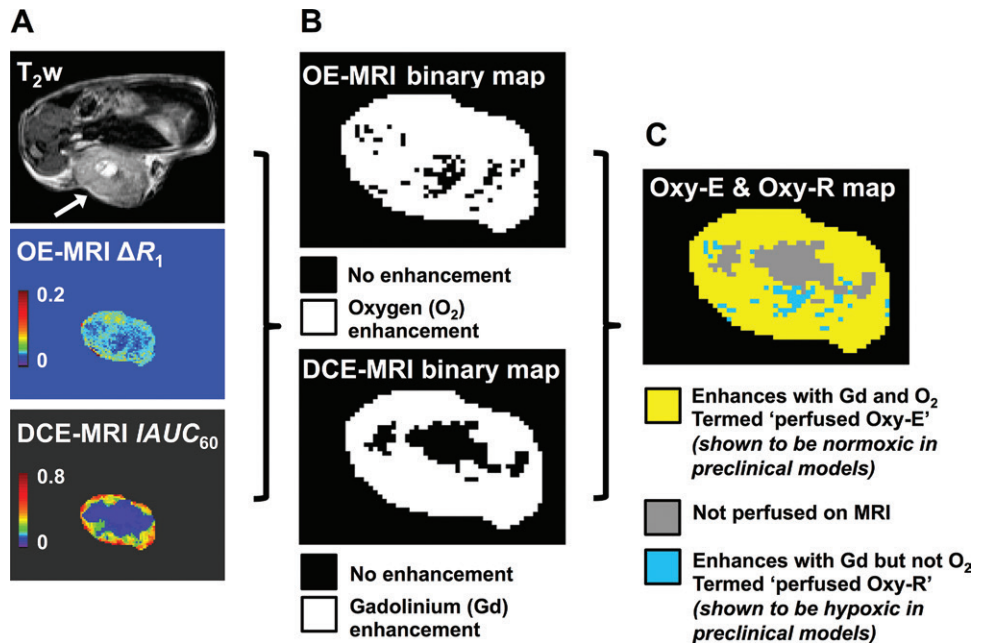 A
T₂w
OE-MRI ΔR₁
0.2
0
DCE-MRI IAUC₆₀
0.8
0
B
OE-MRI binary map
No enhancement
Oxygen (O₂)
enhancement
DCE-MRI binary map
No enhancement
Gadolinium (Gd)
enhancement
C
Oxy-E & Oxy-R map
Enhances with Gd and O₂
Termed ‘perfused Oxy-E’
(shown to be normoxic in
preclinical models)
Not perfused on MRI
Enhances with Gd but not O₂
Termed ‘perfused Oxy-R’
(shown to be hypoxic in
preclinical models)